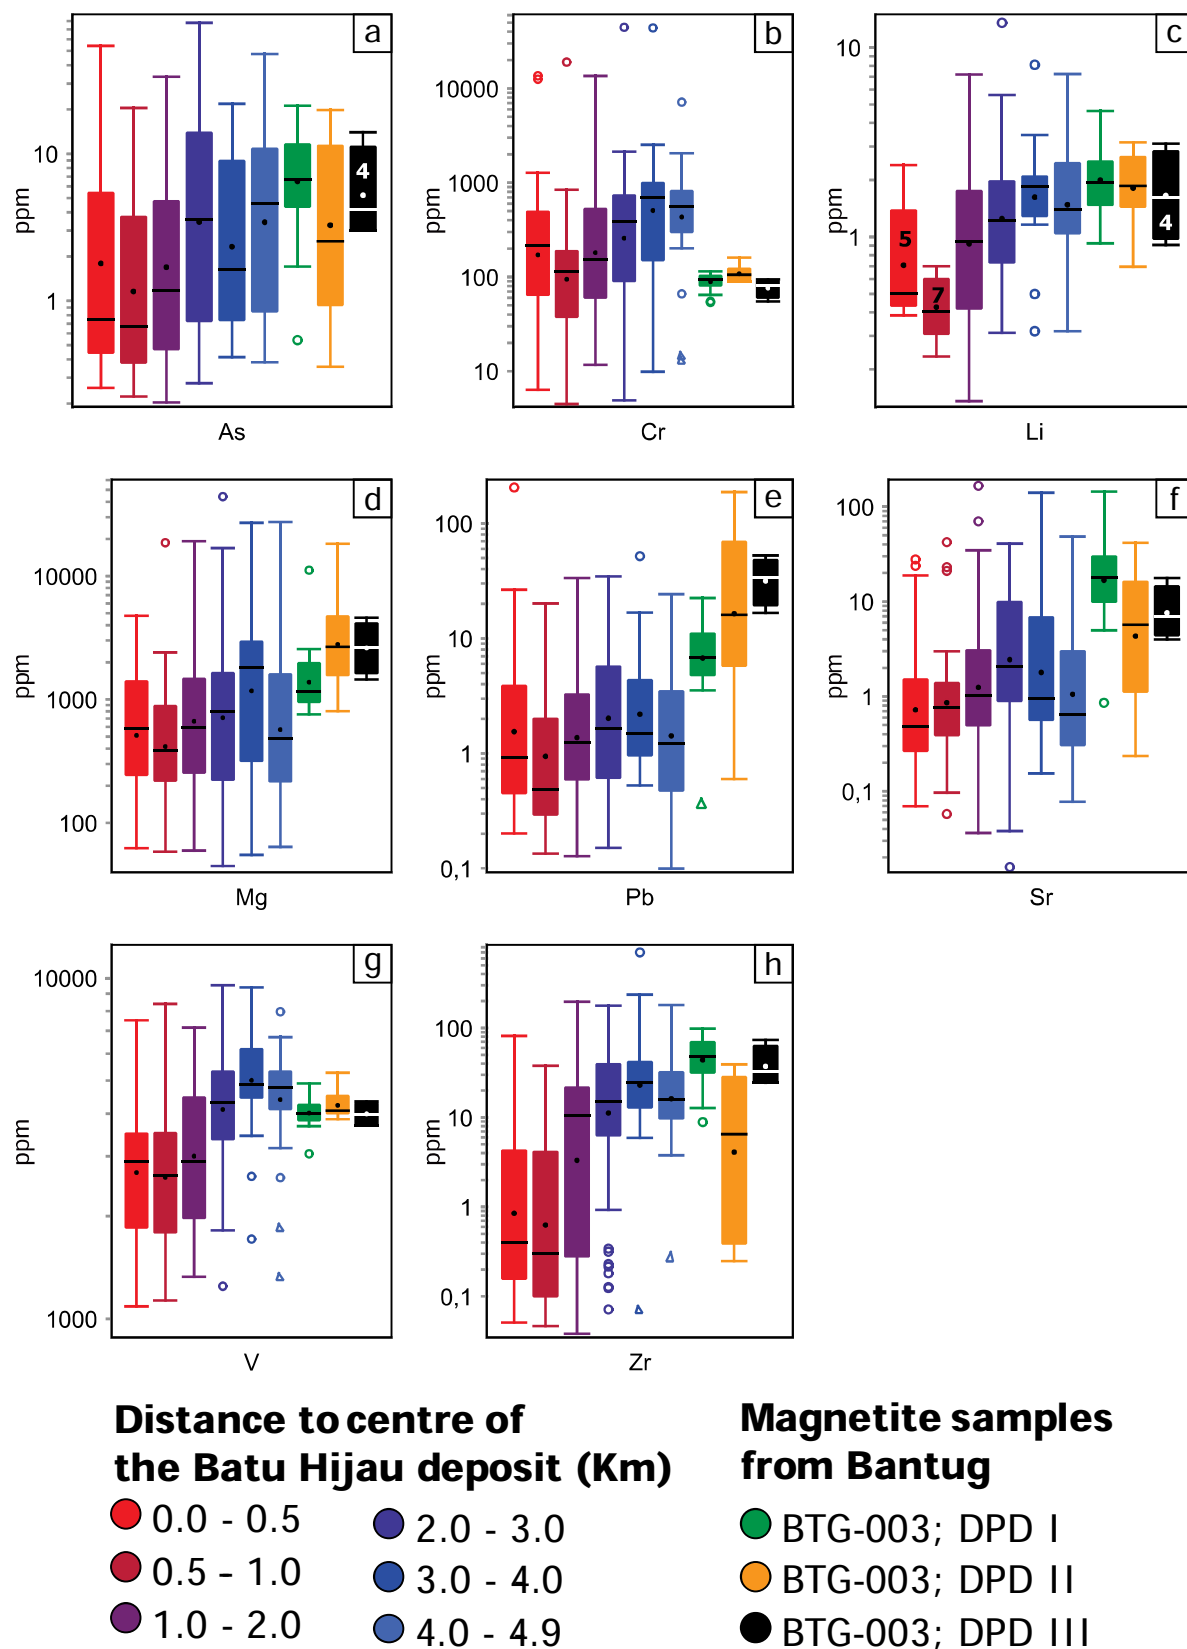 a
b
c
10
1
ppm
As
10000
1000
100
10
ppm
Cr
10
1
ppm
5
7
4
4
Li
d
e
f
10000
1000
100
ppm
Mg
100
10
1
0,1
ppm
Pb
100
10
1
0,1
ppm
Sr
g
h
10000
1000
ppm
V
100
10
1
0,1
ppm
Zr
Distance to centre of
the Batu Hijau deposit (Km)
0.0 - 0.5
0.5 - 1.0
1.0 - 2.0
2.0 - 3.0
3.0 - 4.0
4.0 - 4.9
Magnetite samples
from Bantug
BTG-003; DPD I
BTG-003; DPD II
BTG-003; DPD III